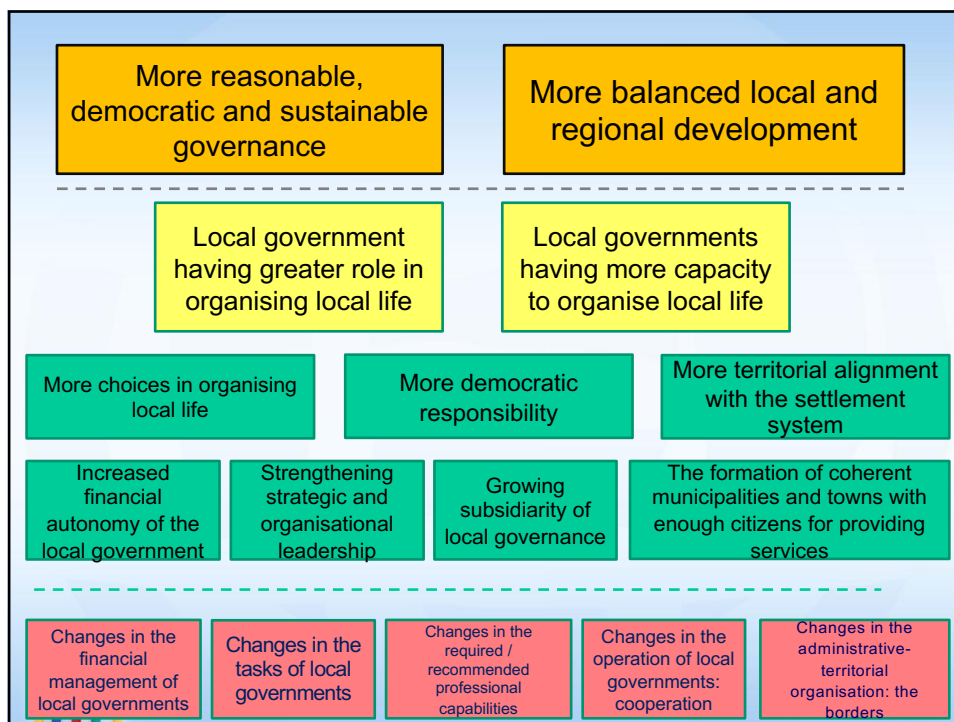 More reasonable,
democratic and sustainable
governance
More balanced local and
regional development
Local government
having greater role in
organising local life
Local governments
having more capacity
to organise local life
More choices in organising
local life
More democratic
responsibility
More territorial alignment
with the settlement
system
Increased
financial
autonomy of the
local government
Strengthening
strategic and
organisational
leadership
Growing
subsidiarity of
local governance
The formation of coherent
municipalities and towns with
enough citizens for providing
services
Changes in the
financial
management of
local governments
Changes in the
tasks of local
governments
Changes in the
required /
recommended
professional
capabilities
Changes in the
operation of local
governments:
cooperation
Changes in the
administrative-
territorial
organisation: the
borders